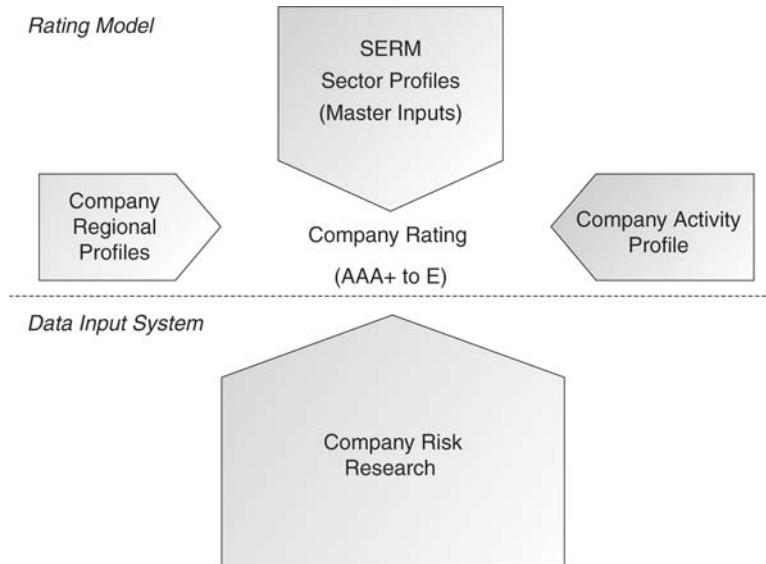 Rating Model
SERM
Sector Profiles
(Master Inputs)
Company
Regional
Profiles
Company Rating
(AAA+ to E)
Company Activity
Profile
Data Input System
Company Risk
Research